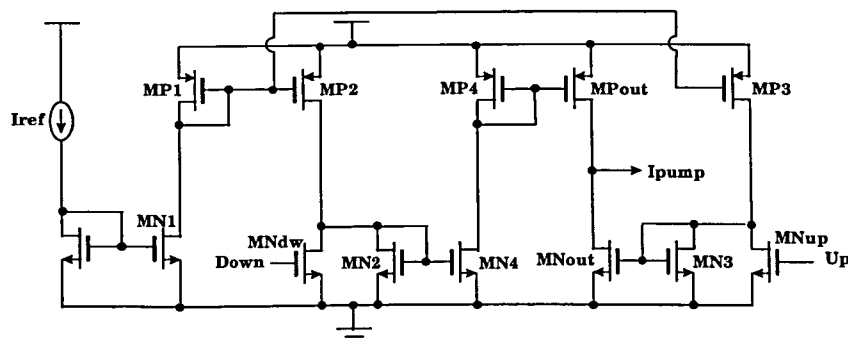 MP1
MP2
MP4
MPout
MP3
Iref
Ipump
MN1
MNdw
Down
MN2
MN4
MNout
MN3
MNup
Up